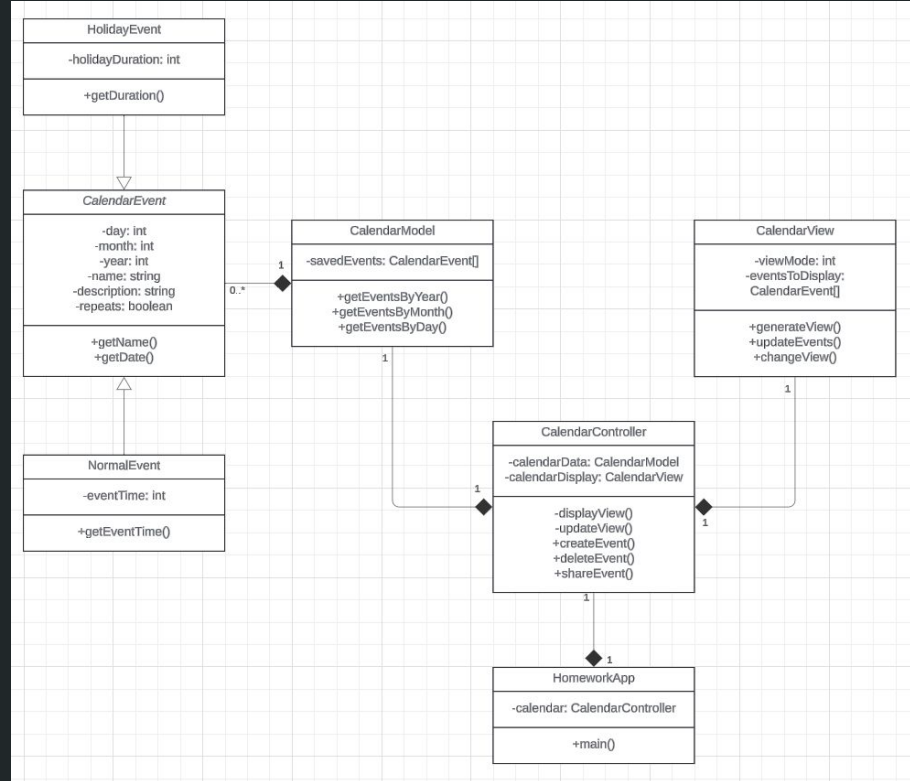 HolidayEvent
-holidayDuration: int
+getDuration()
CalendarEvent
-day: int
-month: int
-year: int
-name: string
-description: string
-repeats: boolean
+getName()
+getDate()
0..*
1
CalendarModel
-savedEvents: CalendarEvent[]
+getEventsByYear()
+getEventsByMonth()
+getEventsByDay()
1
CalendarView
-viewMode: int
-eventsToDisplay:
CalendarEvent[]
+generateView()
+updateEvents()
+changeView()
1
NormalEvent
-eventTime: int
+getEventTime()
1
CalendarController
-calendarData: CalendarModel
-calendarDisplay: CalendarView
-displayView()
-updateView()
+createEvent()
+deleteEvent()
+shareEvent()
1
1
1
HomeworkApp
-calendar: CalendarController
+main()